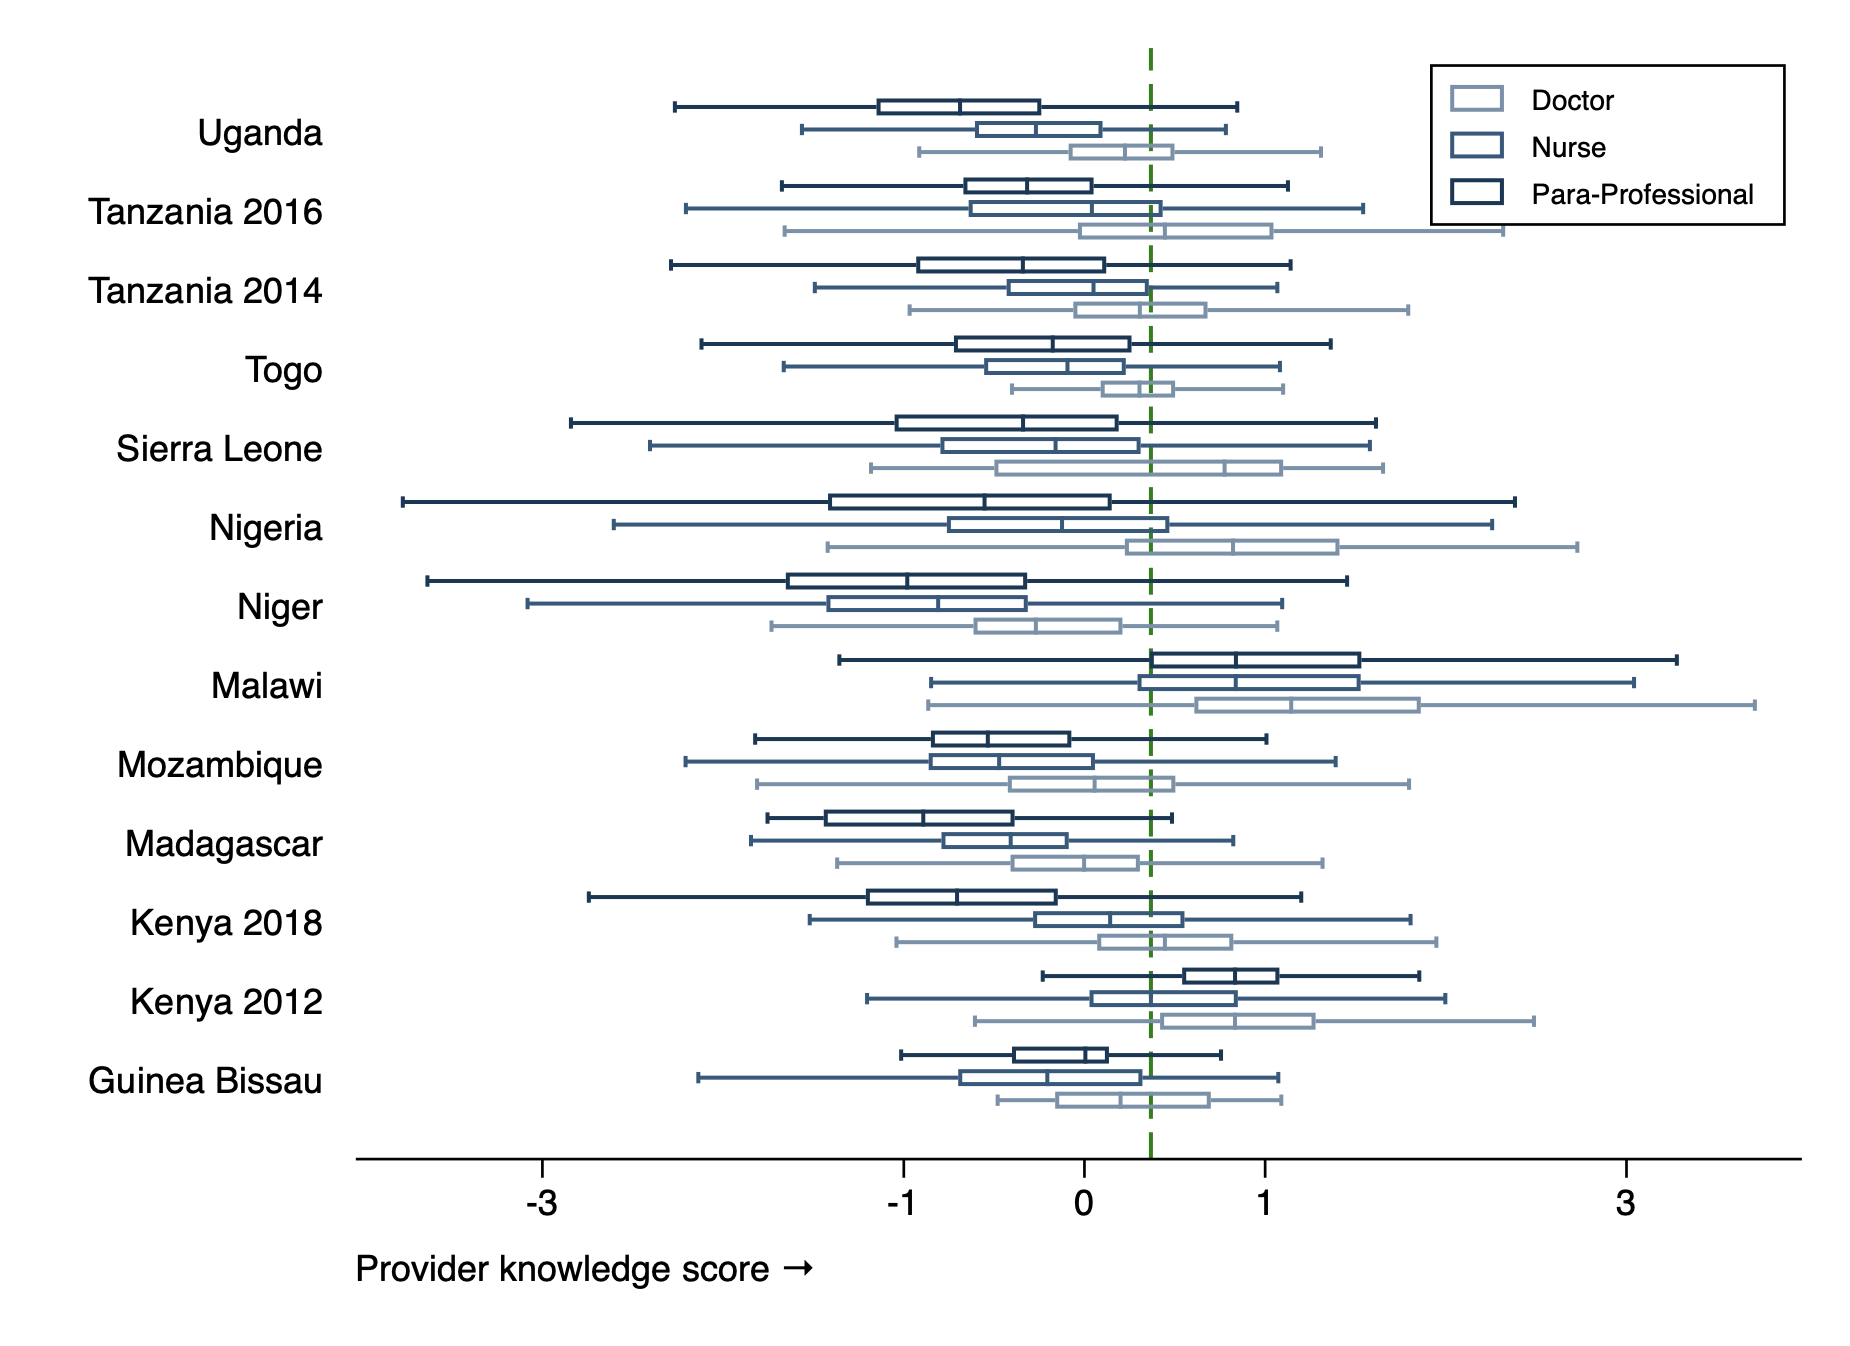 Doctor
Nurse
Para-Professional
Uganda
Tanzania 2016
Tanzania 2014
Togo
Sierra Leone
Nigeria
Niger
Malawi
Mozambique
Madagascar
Kenya 2018
Kenya 2012
Guinea Bissau
-3 -1 0 1 3
Provider knowledge score →